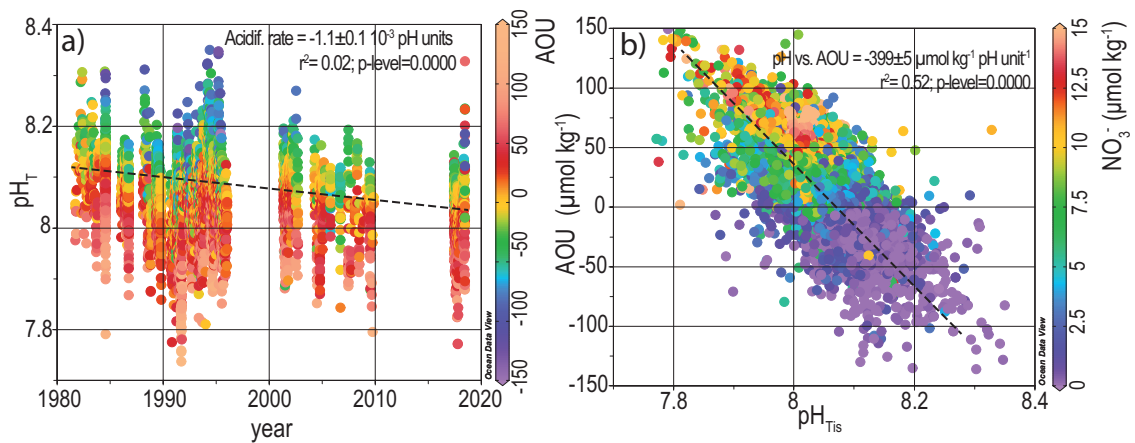 a)
Acidif. rate = -1.1±0.1 10⁻³ pH units
r²= 0.02; p-level=0.0000
8.4
8.2
8
7.8
pH_T
1980
1990
2000
2010
2020
year
AOU
150
100
50
0
-50
-100
-150
Ocean Data View
b)
pH vs. AOU = -399±5 µmol kg⁻¹ pH unit⁻¹
r²= 0.52; p-level=0.0000
150
100
50
0
-50
-100
-150
AOU (µmol kg⁻¹)
7.8
8
8.2
8.4
pH_Tis
Ocean Data View
15
12.5
10
7.5
5
2.5
0
NO₃⁻ (µmol kg⁻¹)